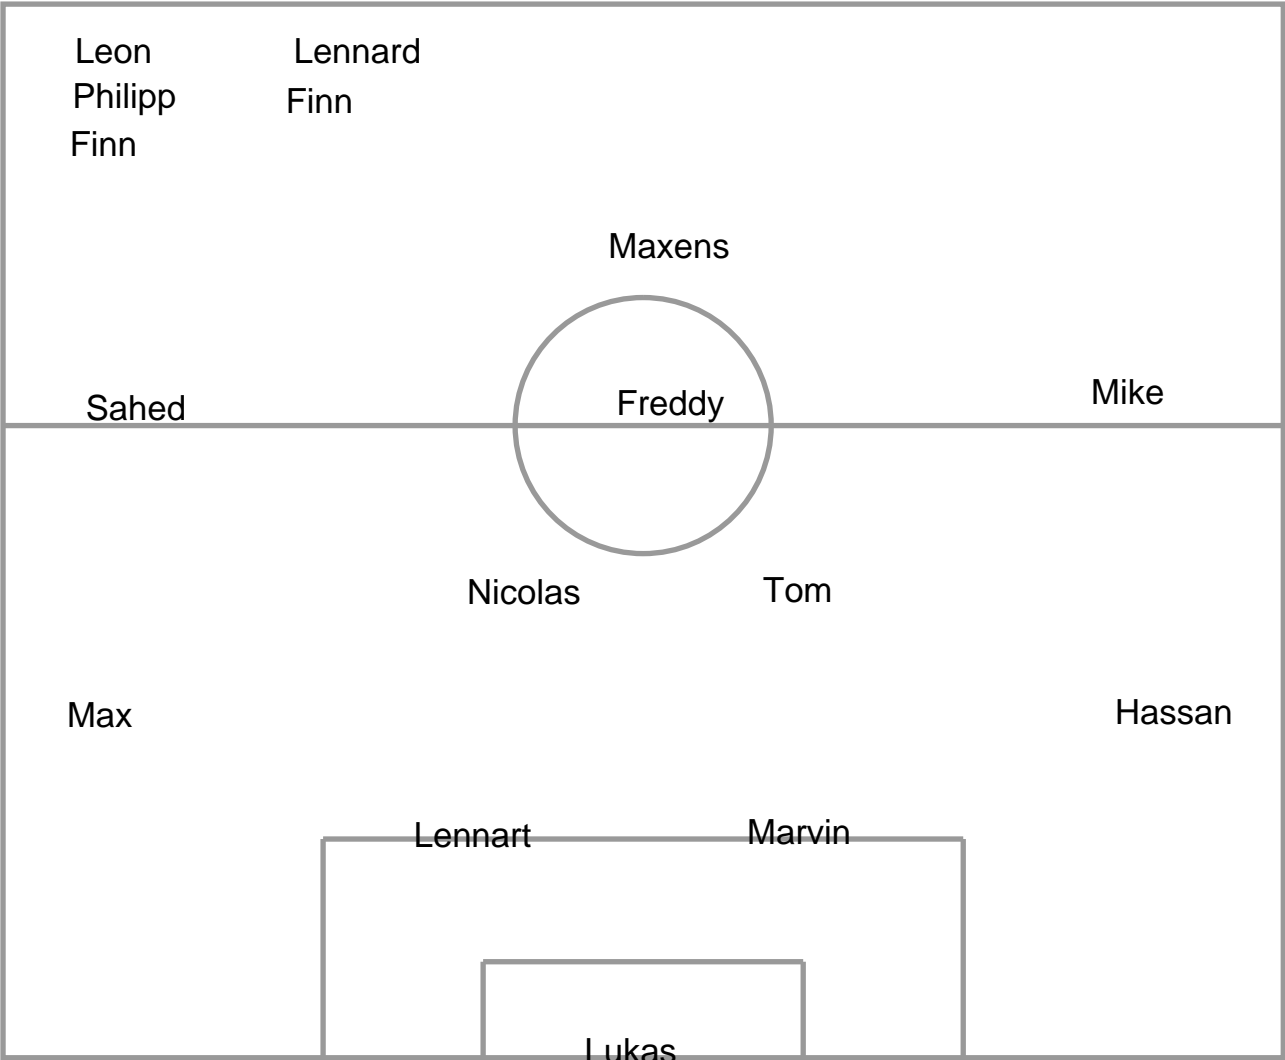 Leon Lennard
Philipp Finn
Finn
Maxens
Sahed Freddy Mike
Nicolas Tom
Max Hassan
Lennart Marvin
Lukas